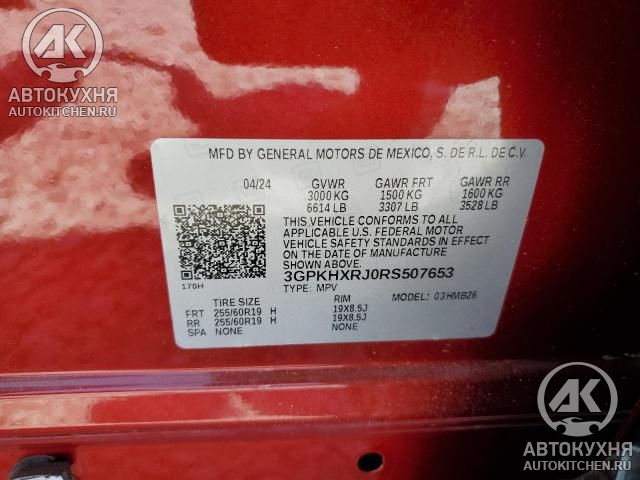 AK
АВТОКУХНЯ
AUTOKITCHEN.RU
MFD BY GENERAL MOTORS DE MEXICO, S. DE R.L. DE C.V.
04/24 GVWR GAWR FRT GAWR RR
3000 KG 1500 KG 1600 KG
6614 LB 3307 LB 3528 LB
THIS VEHICLE CONFORMS TO ALL
APPLICABLE U.S. FEDERAL MOTOR
VEHICLE SAFETY STANDARDS IN EFFECT
ON THE DATE OF MANUFACTURE
SHOWN ABOVE.
3GPKHXRJ0RS507653
170H
TYPE: MPV MODEL: 03HMB26
TIRE SIZE RIM
FRT 255/60R19 H 19X8.5J
RR 255/60R19 H 19X8.5J
SPA NONE NONE
AK
АВТОКУХНЯ
AUTOKITCHEN.RU